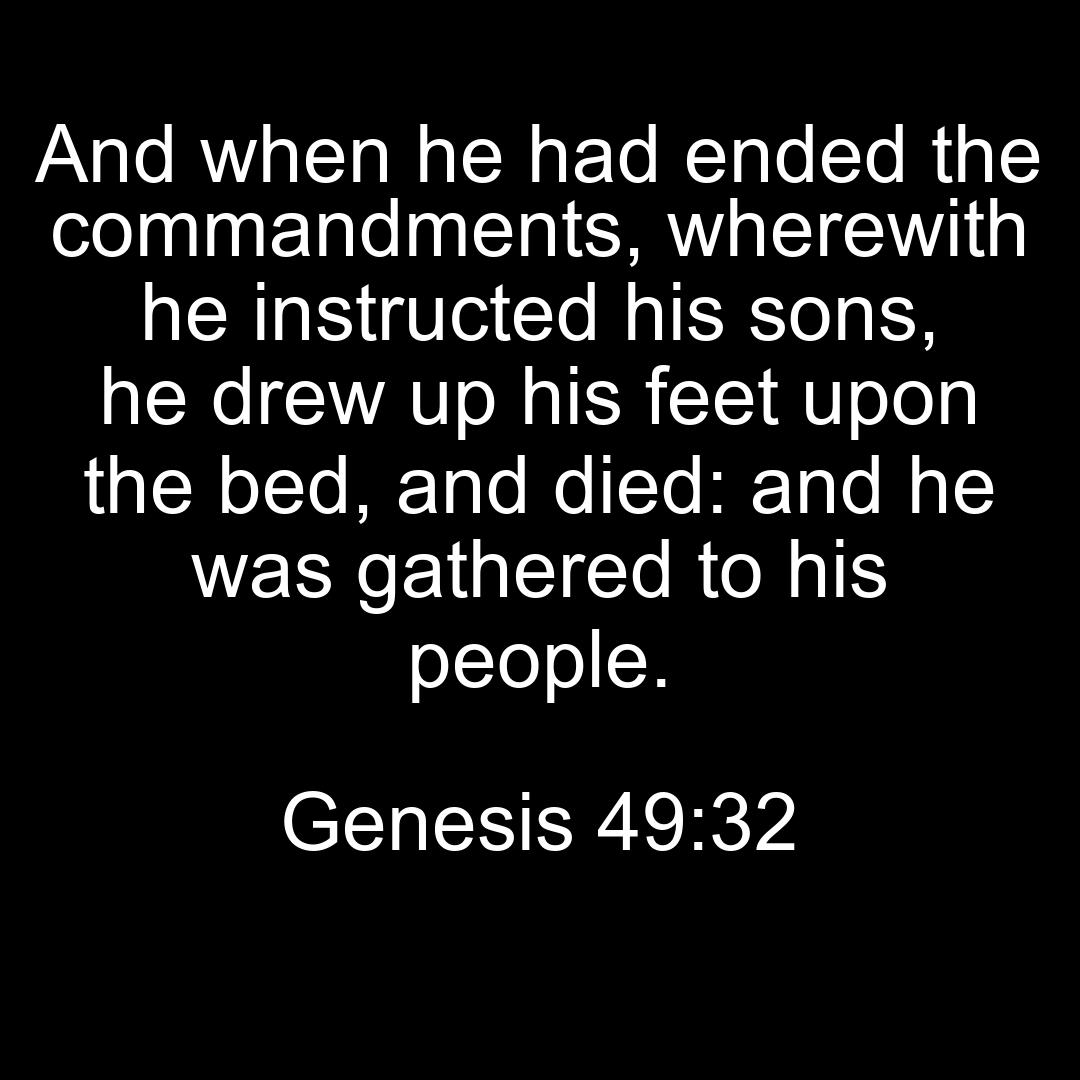 And when he had ended the
commandments, wherewith
he instructed his sons,
he drew up his feet upon
the bed, and died: and he
was gathered to his
people.
Genesis 49:32